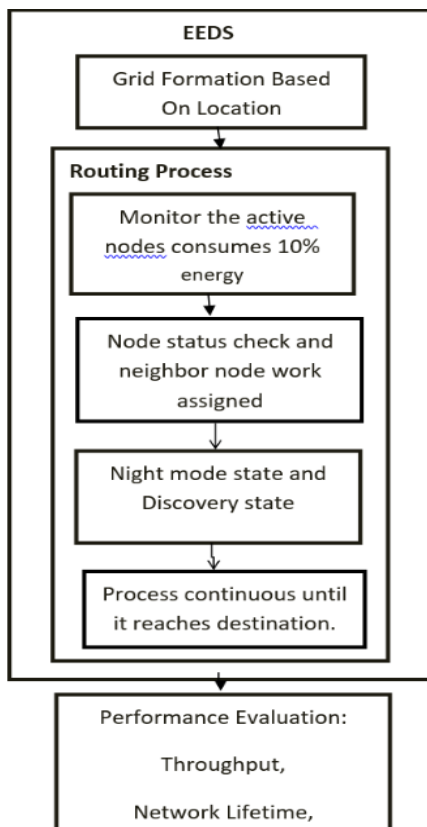 EEDS
Grid Formation Based
On Location
Routing Process
Monitor the active
nodes consumes 10%
energy
Node status check and
neighbor node work
assigned
Night mode state and
Discovery state
Process continuous until
it reaches destination.
Performance Evaluation:
Throughput,
Network Lifetime,